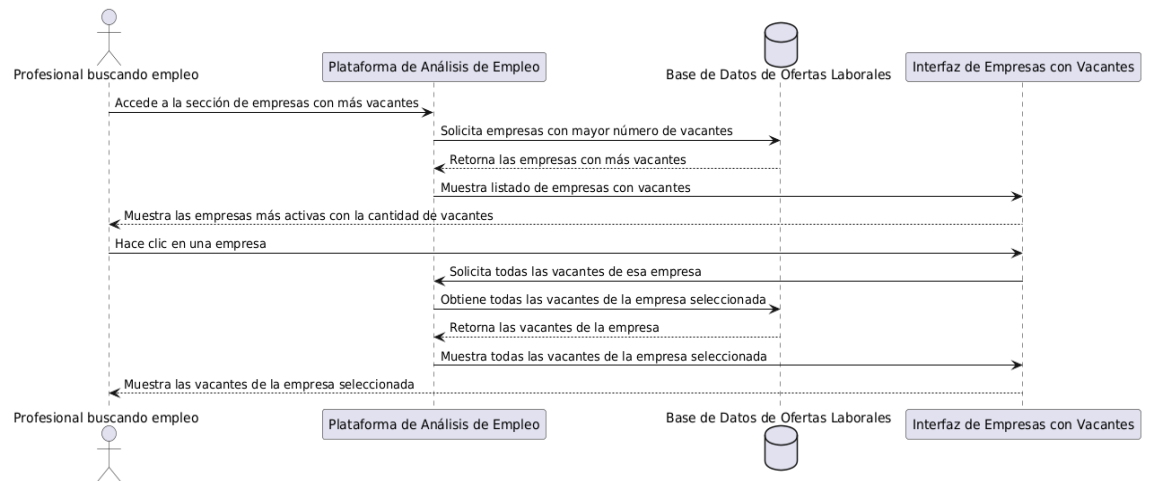 Profesional buscando empleo
Plataforma de Análisis de Empleo
Base de Datos de Ofertas Laborales
Interfaz de Empresas con Vacantes
Accede a la sección de empresas con más vacantes
Solicita empresas con mayor número de vacantes
Retorna las empresas con más vacantes
Muestra listado de empresas con vacantes
Muestra las empresas más activas con la cantidad de vacantes
Hace clic en una empresa
Solicita todas las vacantes de esa empresa
Obtiene todas las vacantes de la empresa seleccionada
Retorna las vacantes de la empresa
Muestra todas las vacantes de la empresa seleccionada
Muestra las vacantes de la empresa seleccionada
Profesional buscando empleo
Plataforma de Análisis de Empleo
Base de Datos de Ofertas Laborales
Interfaz de Empresas con Vacantes